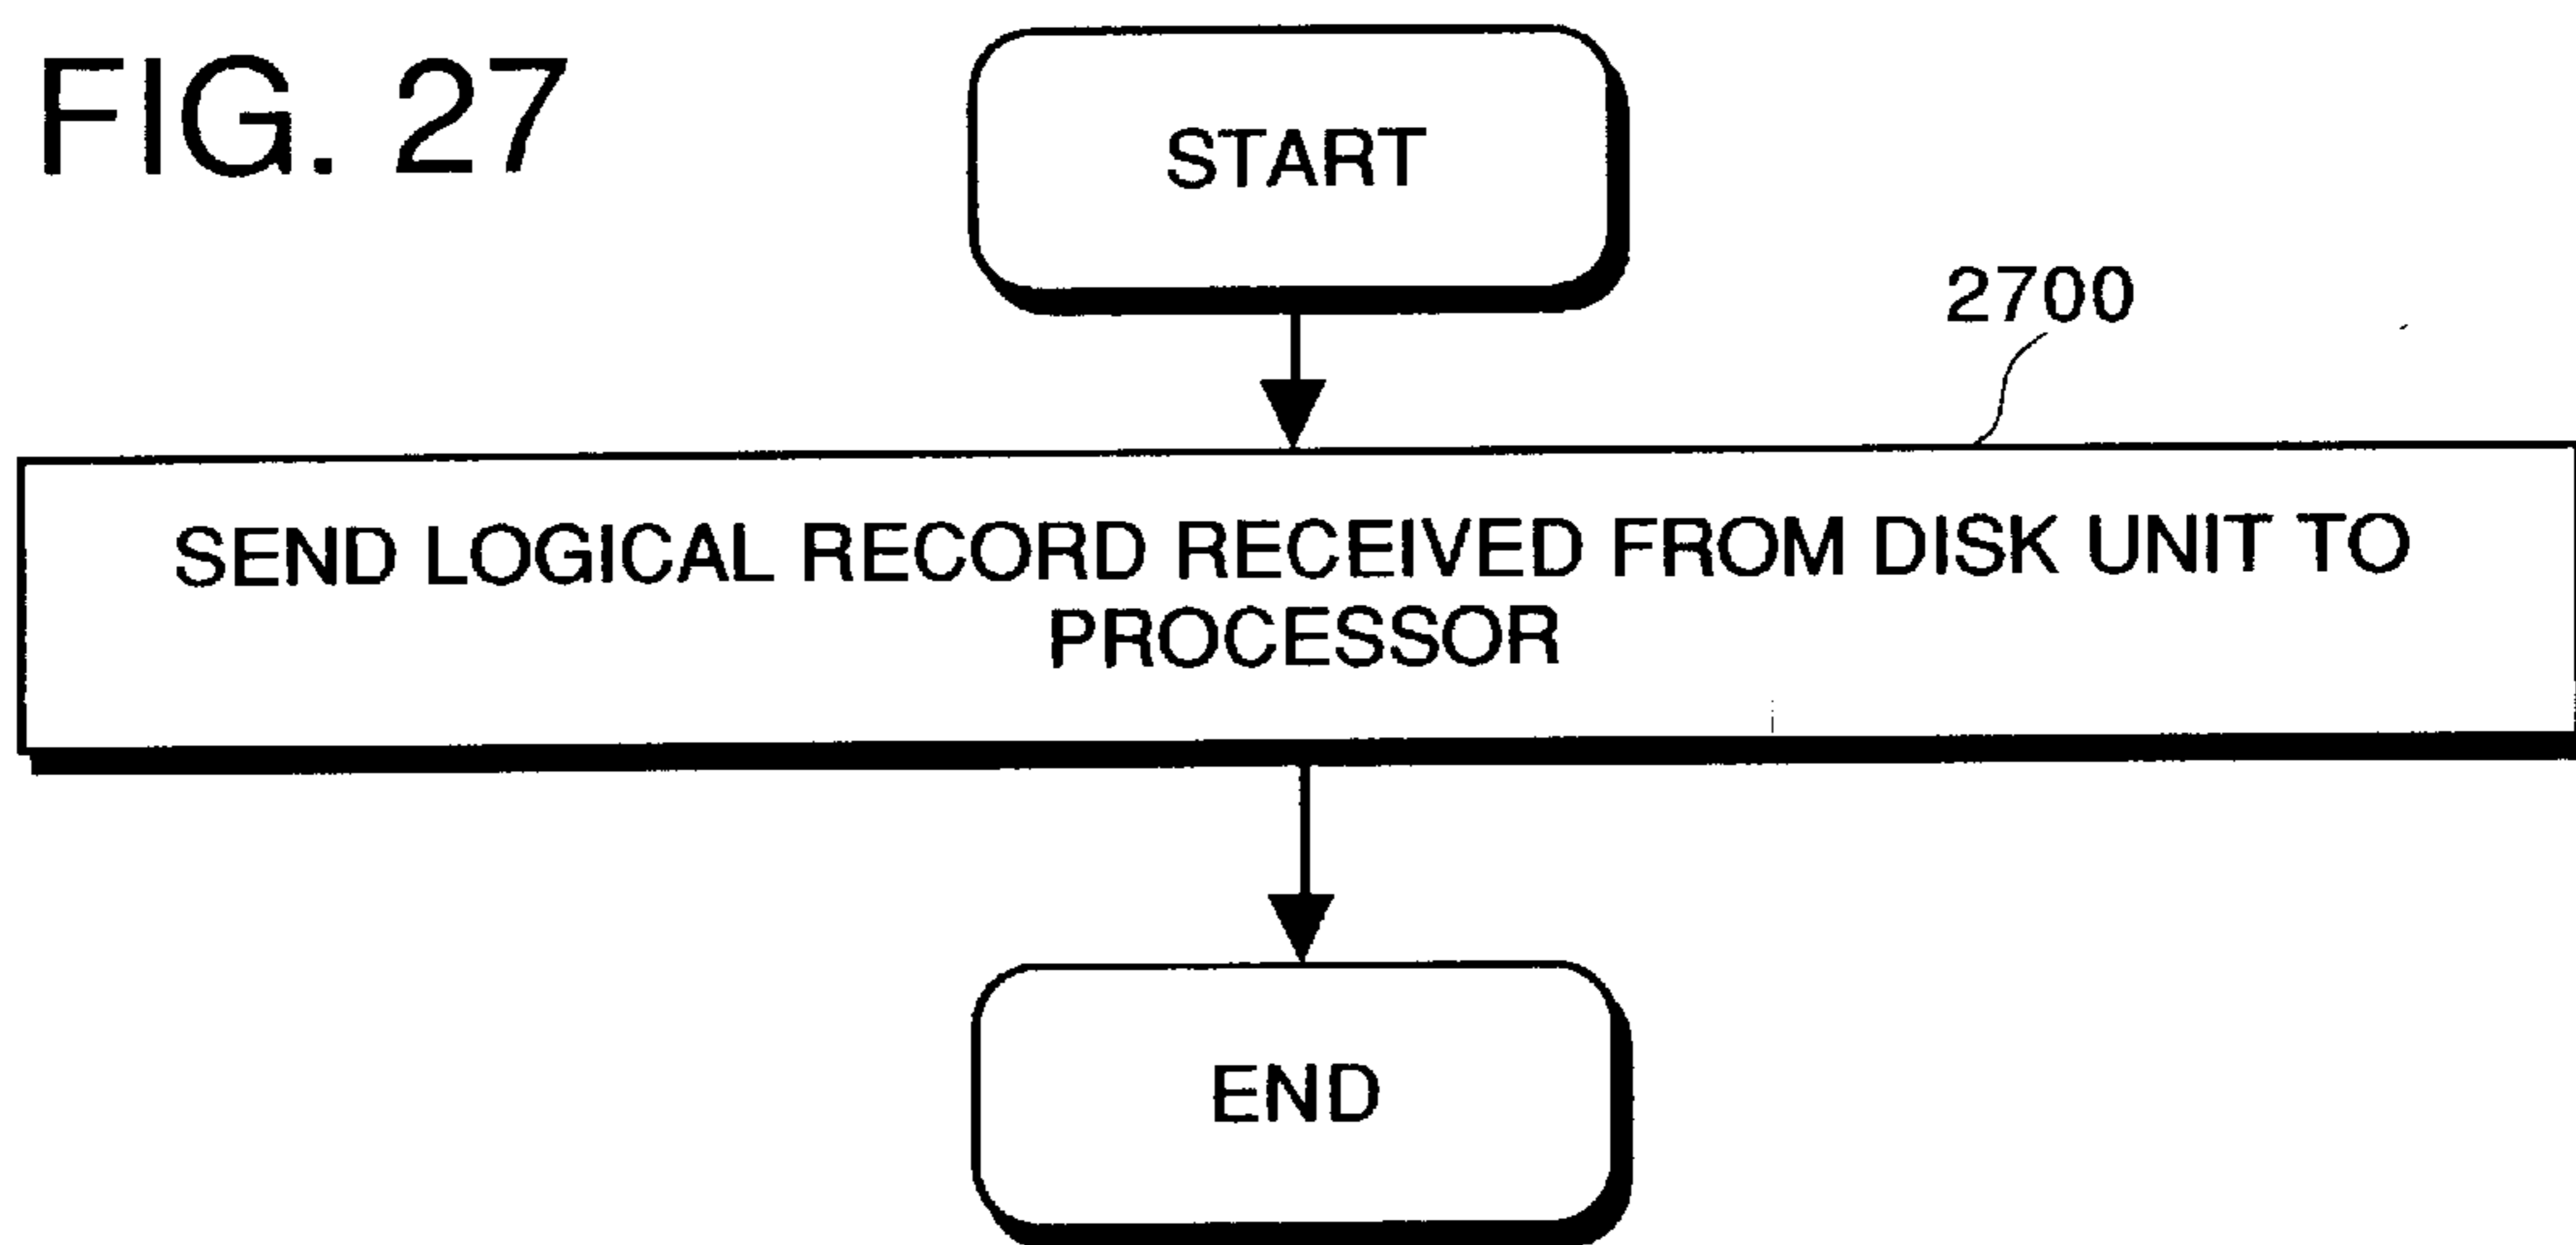 FIG. 27
START
2700
SEND LOGICAL RECORD RECEIVED FROM DISK UNIT TO
PROCESSOR
END